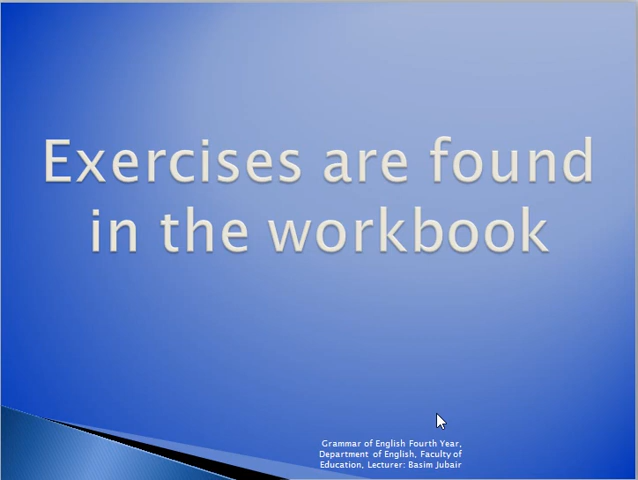 Exercises are found
in the workbook
Grammar of English Fourth Year,
Department of English, Faculty of
Education, Lecturer: Basim Jubair